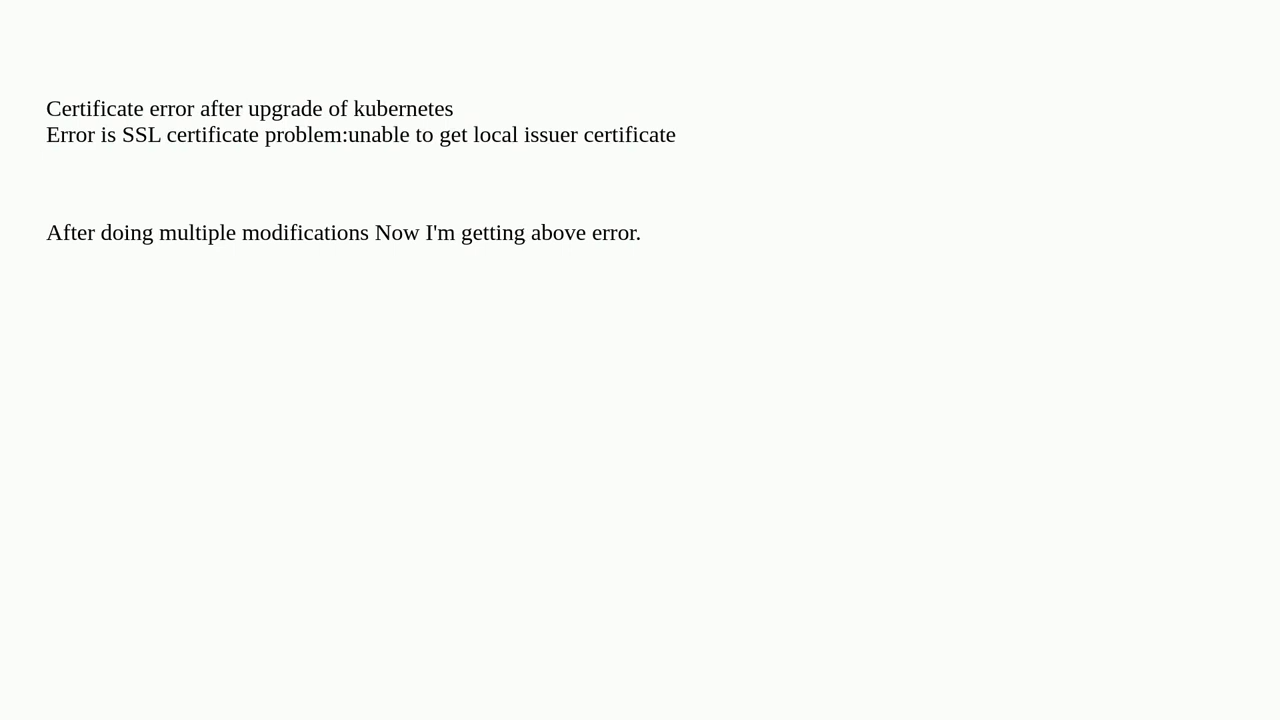 Certificate error after upgrade of kubernetes
Error is SSL certificate problem:unable to get local issuer certificate
After doing multiple modifications Now I'm getting above error.